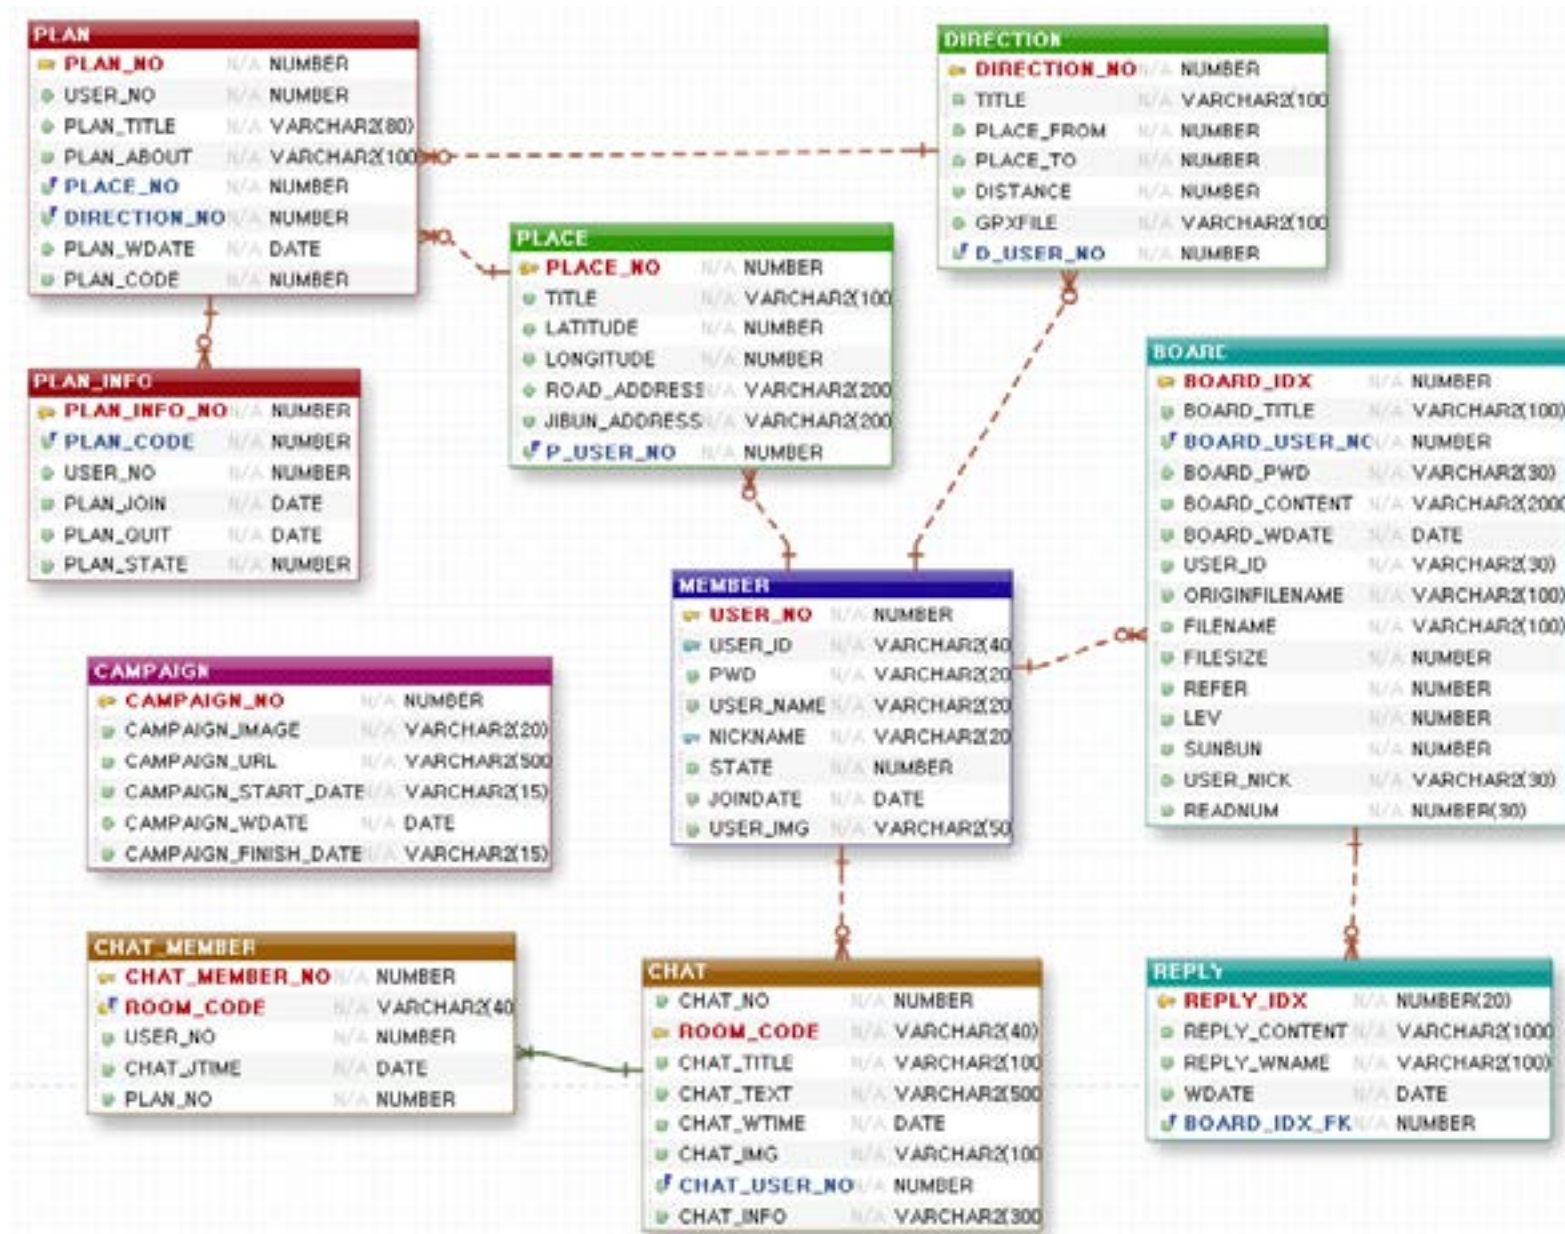 PLAN
PLAN_NO N/A NUMBER
USER_NO N/A NUMBER
PLAN_TITLE N/A VARCHAR2(80)
PLAN_ABOUT N/A VARCHAR2(100
PLACE_NO N/A NUMBER
DIRECTION_NO N/A NUMBER
PLAN_WDATE N/A DATE
PLAN_CODE N/A NUMBER
DIRECTION
DIRECTION_NO N/A NUMBER
TITLE N/A VARCHAR2(100
PLACE_FROM N/A NUMBER
PLACE_TO N/A NUMBER
DISTANCE N/A NUMBER
GPXFILE N/A VARCHAR2(100
D_USER_NO N/A NUMBER
PLACE
PLACE_NO N/A NUMBER
TITLE N/A VARCHAR2(100
LATITUDE N/A NUMBER
LONGITUDE N/A NUMBER
ROAD_ADDRESS N/A VARCHAR2(200
JIBUN_ADDRESS N/A VARCHAR2(200
P_USER_NO N/A NUMBER
PLAN_INFO
PLAN_INFO_NO N/A NUMBER
PLAN_CODE N/A NUMBER
USER_NO N/A NUMBER
PLAN_JOIN N/A DATE
PLAN_QUIT N/A DATE
PLAN_STATE N/A NUMBER
BOARD
BOARD_IDX N/A NUMBER
BOARD_TITLE N/A VARCHAR2(100)
BOARD_USER_NO N/A NUMBER
BOARD_PWD N/A VARCHAR2(30)
BOARD_CONTENT N/A VARCHAR2(2000
BOARD_WDATE N/A DATE
USER_ID N/A VARCHAR2(30)
ORIGINFILENAME N/A VARCHAR2(100)
FILENAME N/A VARCHAR2(100)
FILESIZE N/A NUMBER
REFER N/A NUMBER
LEV N/A NUMBER
SUNBUN N/A NUMBER
USER_NICK N/A VARCHAR2(30)
READNUM N/A NUMBER(30)
MEMBER
USER_NO N/A NUMBER
USER_ID N/A VARCHAR2(40
PWD N/A VARCHAR2(20
USER_NAME N/A VARCHAR2(20
NICKNAME N/A VARCHAR2(20
STATE N/A NUMBER
JOINDATE N/A DATE
USER_IMG N/A VARCHAR2(50
CAMPAIGN
CAMPAIGN_NO N/A NUMBER
CAMPAIGN_IMAGE N/A VARCHAR2(20)
CAMPAIGN_URL N/A VARCHAR2(500
CAMPAIGN_START_DATE N/A VARCHAR2(15)
CAMPAIGN_WDATE N/A DATE
CAMPAIGN_FINISH_DATE N/A VARCHAR2(15)
CHAT_MEMBER
CHAT_MEMBER_NO N/A NUMBER
ROOM_CODE N/A VARCHAR2(40
USER_NO N/A NUMBER
CHAT_JTIME N/A DATE
PLAN_NO N/A NUMBER
CHAT
CHAT_NO N/A NUMBER
ROOM_CODE N/A VARCHAR2(40)
CHAT_TITLE N/A VARCHAR2(100
CHAT_TEXT N/A VARCHAR2(500
CHAT_WTIME N/A DATE
CHAT_IMG N/A VARCHAR2(100
CHAT_USER_NO N/A NUMBER
CHAT_INFO N/A VARCHAR2(300
REPLY
REPLY_IDX N/A NUMBER(20)
REPLY_CONTENT N/A VARCHAR2(1000
REPLY_WNAME N/A VARCHAR2(100)
WDATE N/A DATE
BOARD_IDX_FK N/A NUMBER